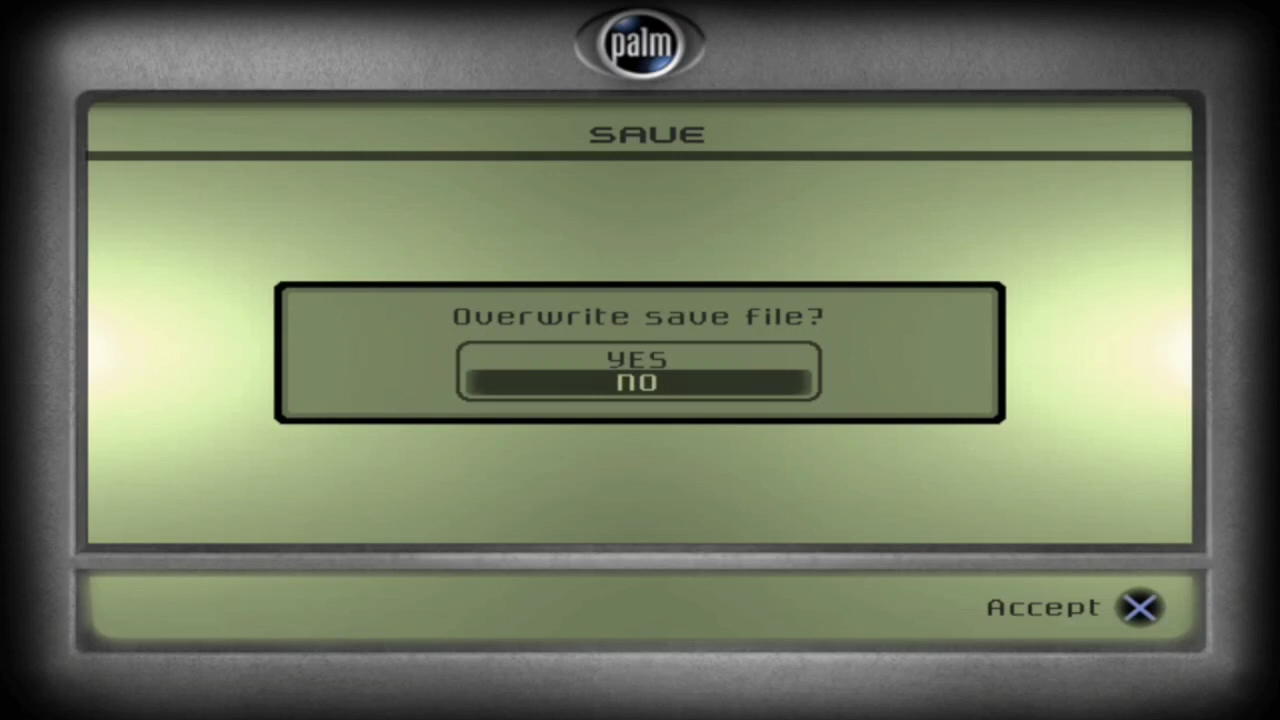 palm
SAVE
Overwrite save file?
YES
NO
Accept